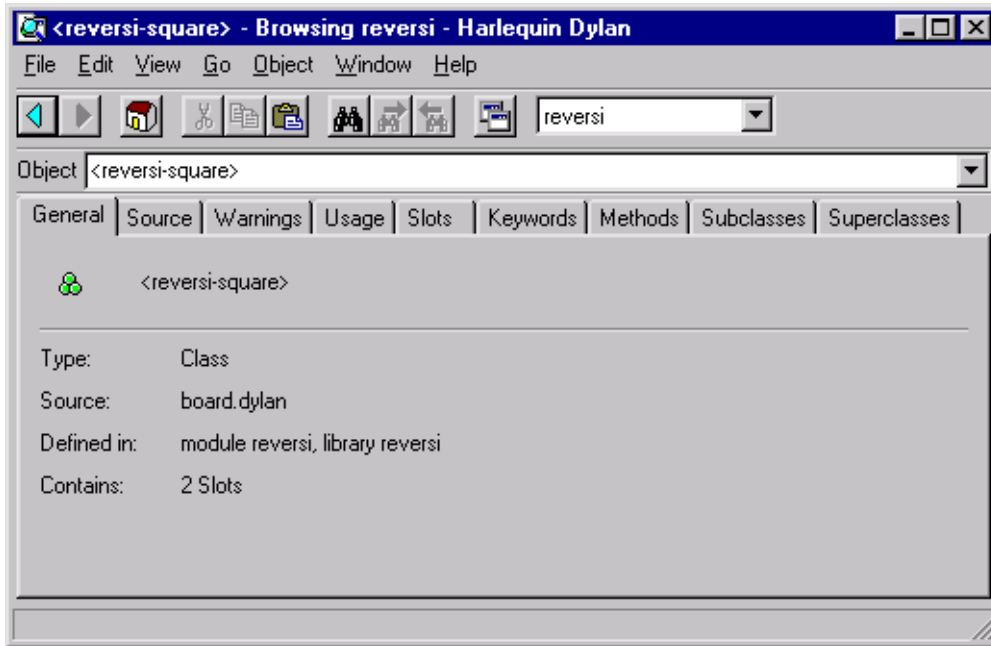 <reversi-square> - Browsing reversi - Harlequin Dylan
File Edit View Go Object Window Help
reversi
Object <reversi-square>
General Source Warnings Usage Slots Keywords Methods Subclasses Superclasses
<reversi-square>
Type: Class
Source: board.dylan
Defined in: module reversi, library reversi
Contains: 2 Slots